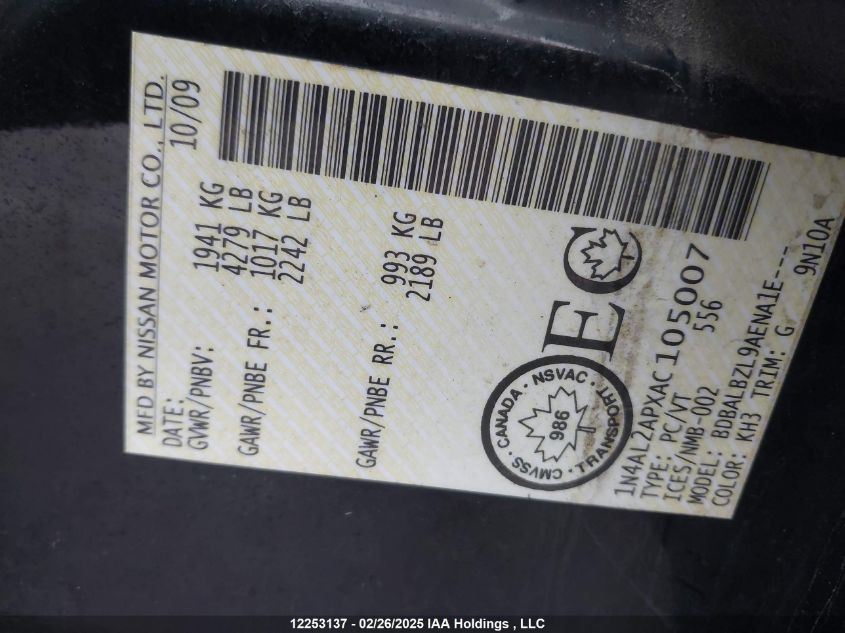 MFD BY NISSAN MOTOR CO., LTD.
DATE: 10/09
GVWR/PNBV: 1941 KG
4279 LB
GAWR/PNBE FR.: 1017 KG
2242 LB
GAWR/PNBE RR.: 993 KG
2189 LB
EC
CMVSS · CANADA · NSVAC · TRANSPORT
986
1N4AL2APXAC105007
TYPE: PC/VT 556
ICES/NMB-002
MODEL: BDBALBZL9AENA1E----
COLOR: KH3 TRIM: G 9N10A
12253137 - 02/26/2025 IAA Holdings , LLC